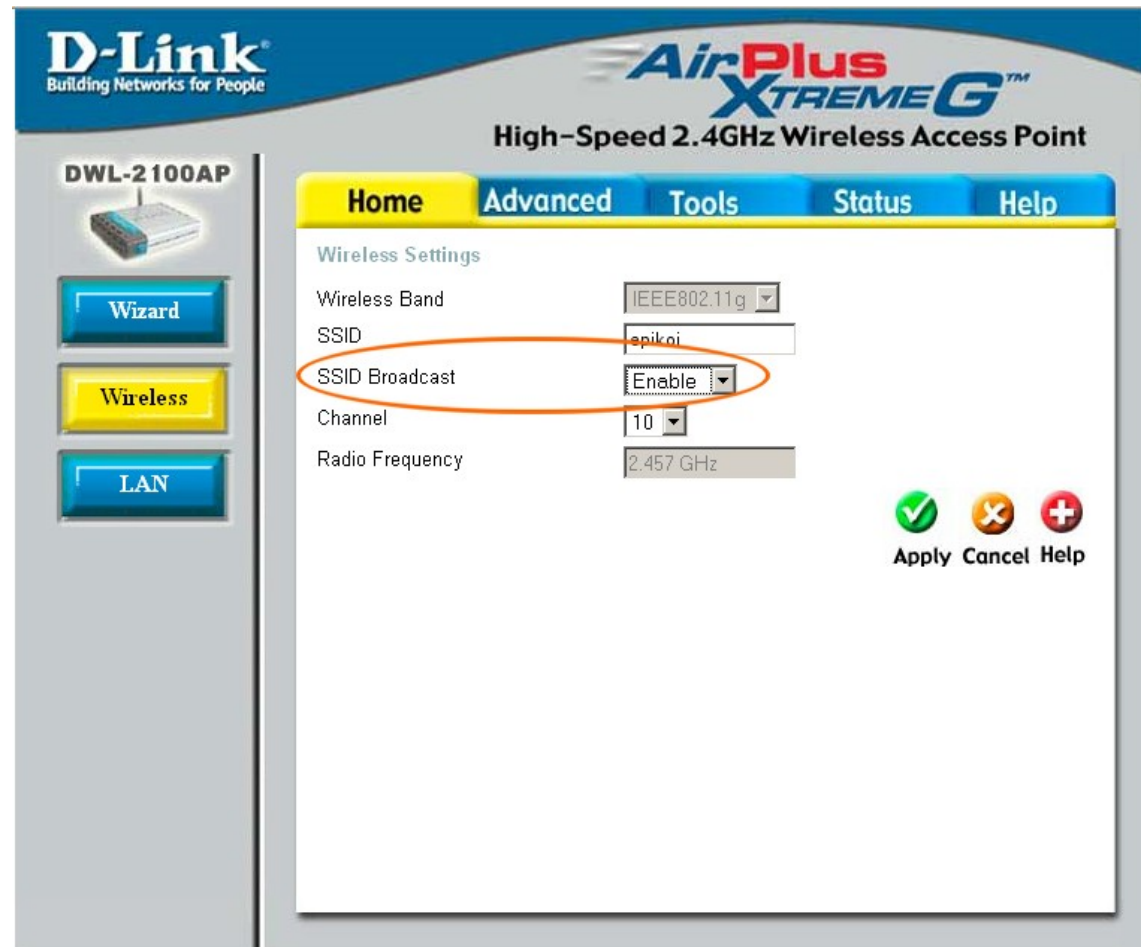 D-Link
Building Networks for People
AirPlus
XTREME G™
High-Speed 2.4GHz Wireless Access Point
DWL-2100AP
Wizard
Wireless
LAN
Home Advanced Tools Status Help
Wireless Settings
Wireless Band IEEE802.11g
SSID epikoi
SSID Broadcast Enable
Channel 10
Radio Frequency 2.457 GHz
Apply Cancel Help